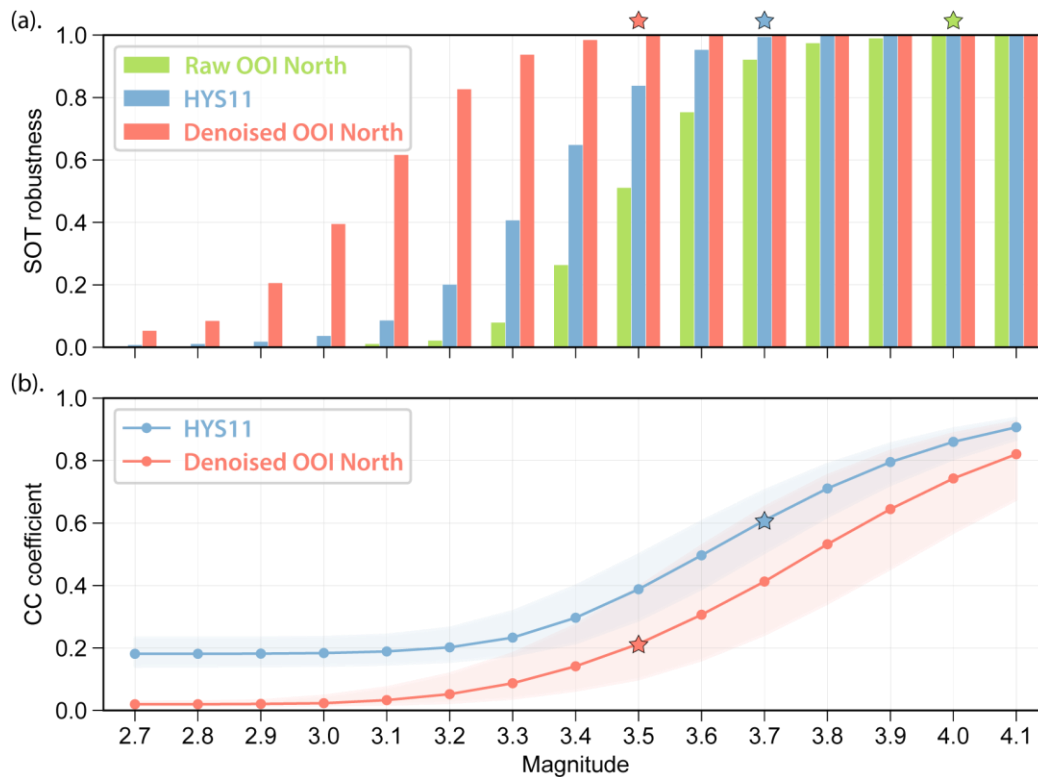 (a).
1.0
0.8
0.6
0.4
0.2
0.0
SOT robustness
Raw OOI North
HYS11
Denoised OOI North
(b).
1.0
0.8
0.6
0.4
0.2
0.0
CC coefficient
HYS11
Denoised OOI North
2.7 2.8 2.9 3.0 3.1 3.2 3.3 3.4 3.5 3.6 3.7 3.8 3.9 4.0 4.1
Magnitude